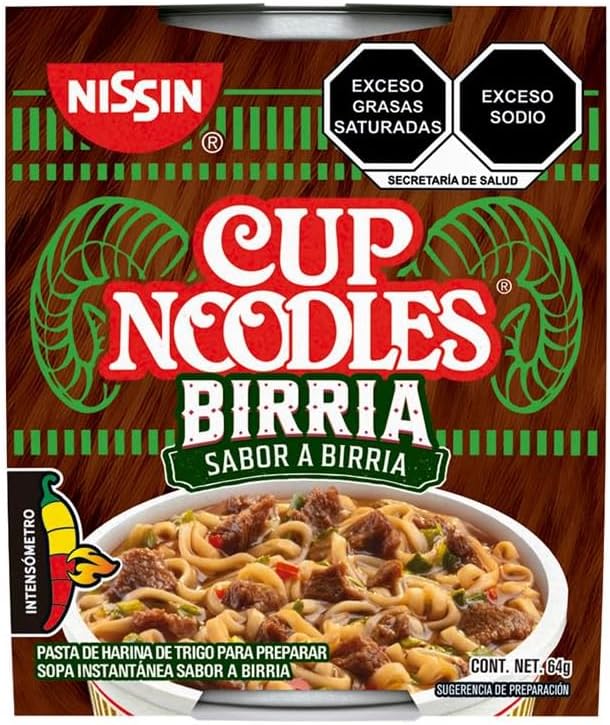 NISSIN
®
EXCESO
GRASAS
SATURADAS
EXCESO
SODIO
SECRETARÍA DE SALUD
CUP
NOODLES
®
BIRRIA
SABOR A BIRRIA
INTENSÓMETRO
PASTA DE HARINA DE TRIGO PARA PREPARAR
SOPA INSTANTÁNEA SABOR A BIRRIA
CONT. NET. 64g
SUGERENCIA DE PREPARACIÓN